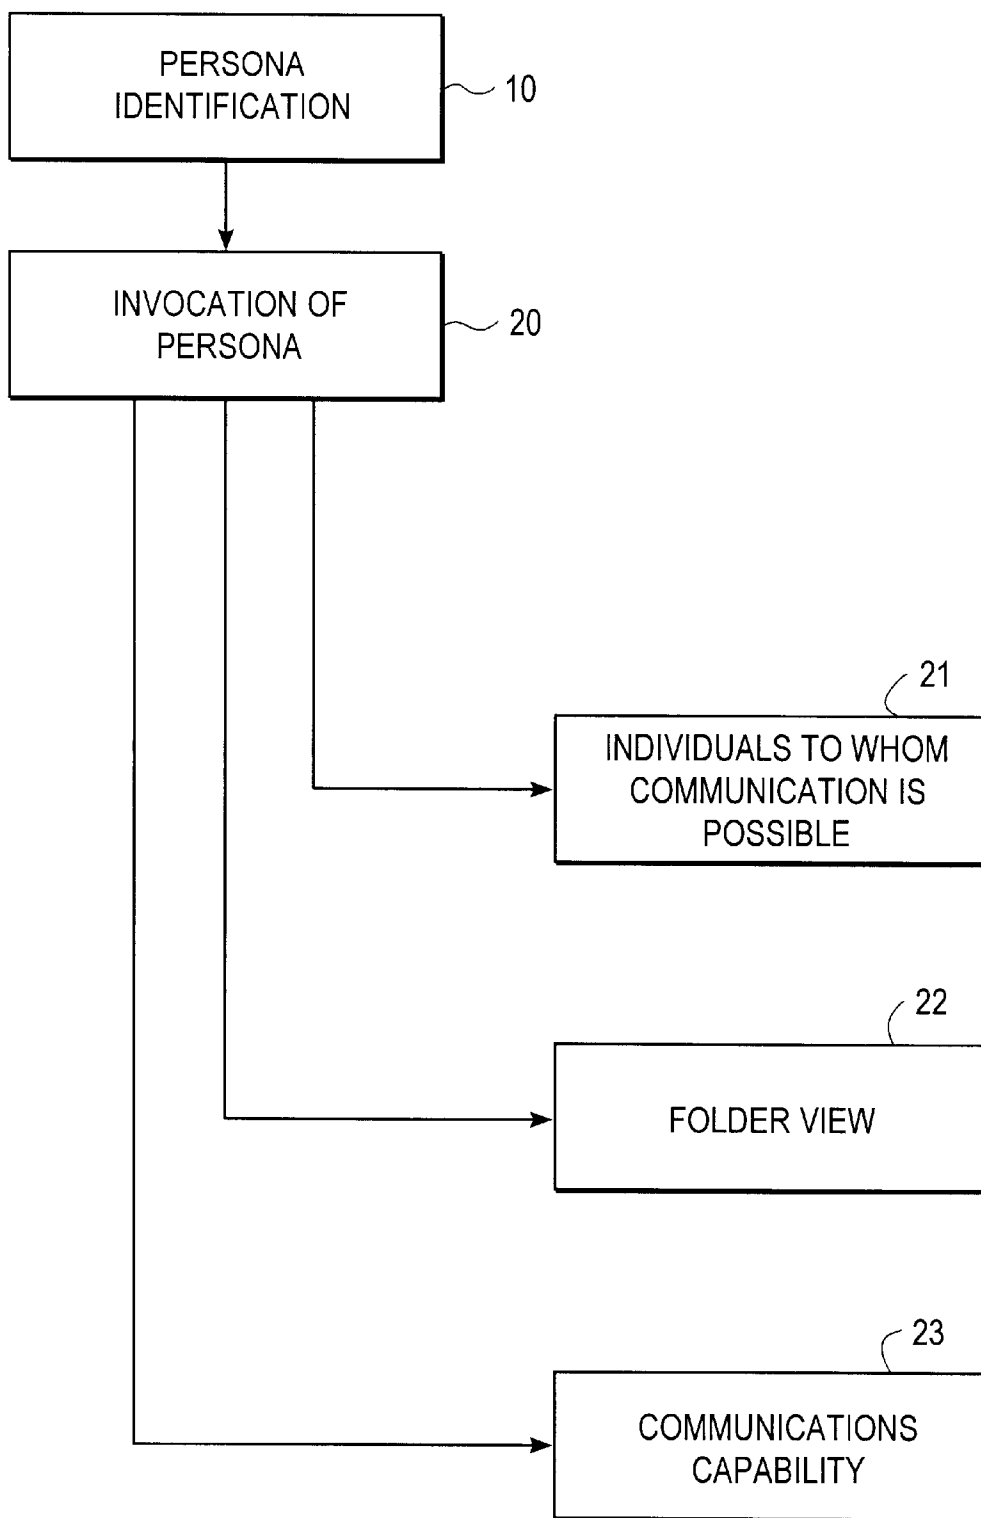 PERSONA
IDENTIFICATION
10
INVOCATION OF
PERSONA
20
21
INDIVIDUALS TO WHOM
COMMUNICATION IS
POSSIBLE
22
FOLDER VIEW
23
COMMUNICATIONS
CAPABILITY